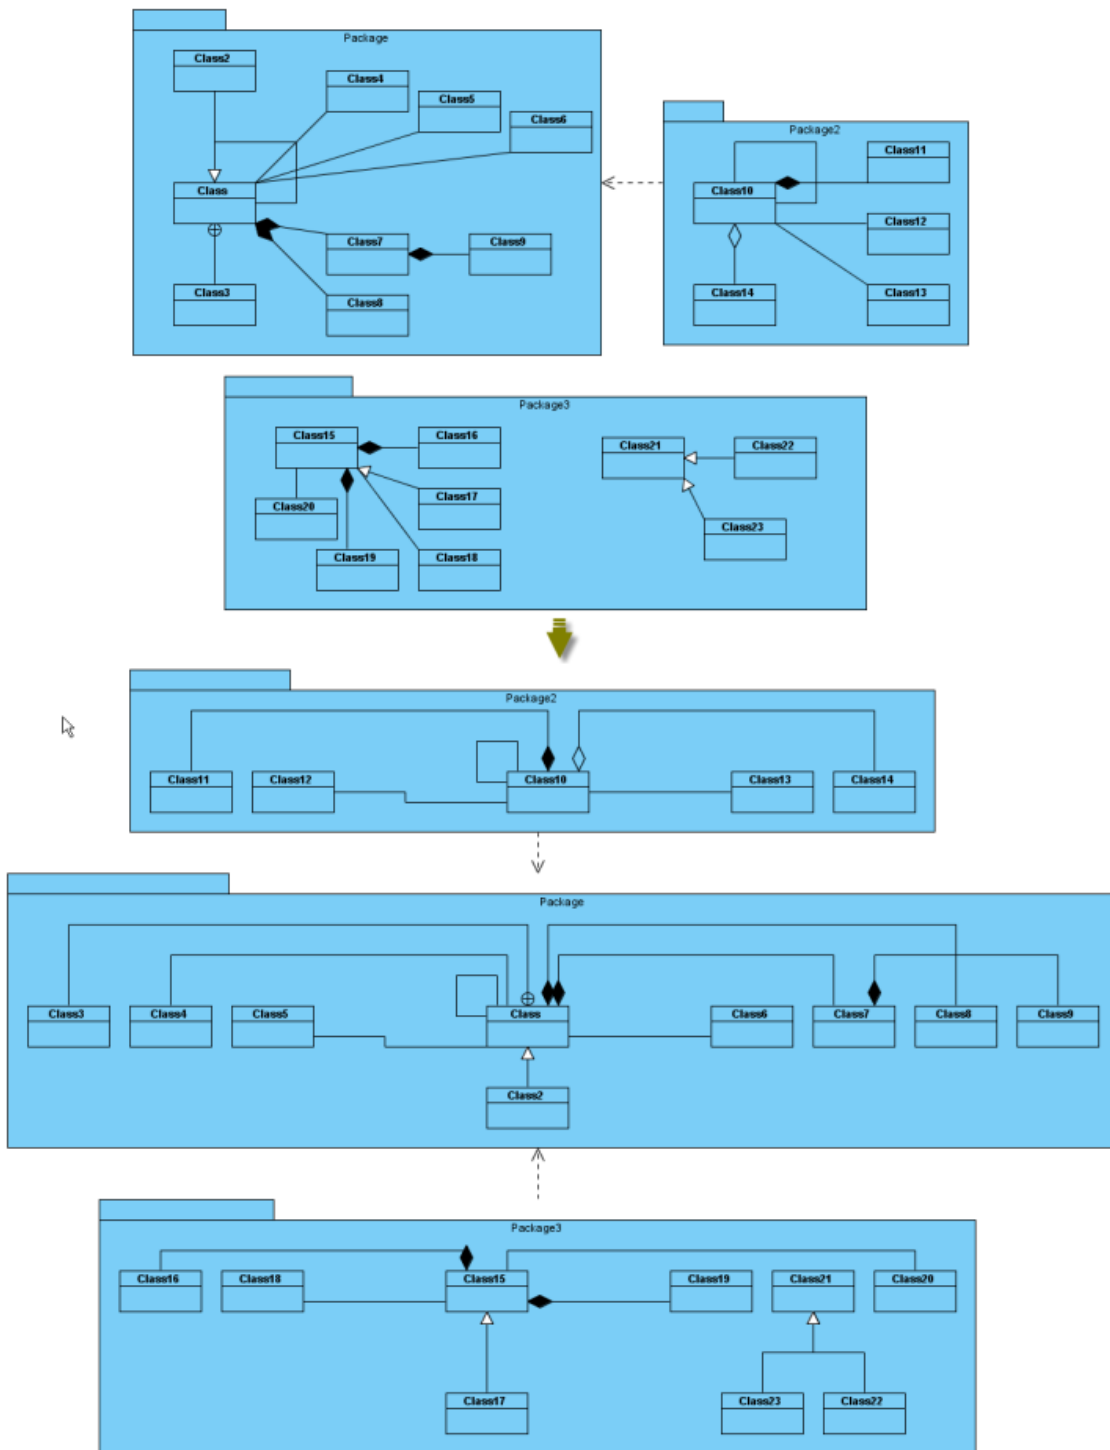 Package
Class2
Class4
Class5
Class6
Class
Class7
Class9
Class3
Class8
Package2
Class11
Class10
Class12
Class14
Class13
Package3
Class15
Class16
Class21
Class22
Class17
Class20
Class23
Class19
Class18
Package2
Class11
Class12
Class10
Class13
Class14
Package
Class3
Class4
Class5
Class
Class6
Class7
Class8
Class9
Class2
Package3
Class16
Class18
Class15
Class19
Class21
Class20
Class17
Class23
Class22